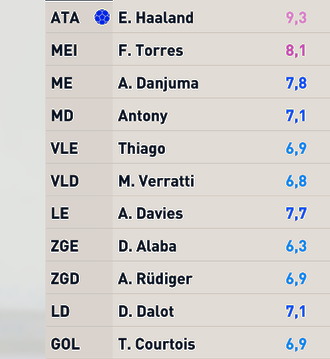 ATA E. Haaland 9,3
MEI F. Torres 8,1
ME A. Danjuma 7,8
MD Antony 7,1
VLE Thiago 6,9
VLD M. Verratti 6,8
LE A. Davies 7,7
ZGE D. Alaba 6,3
ZGD A. Rüdiger 6,9
LD D. Dalot 7,1
GOL T. Courtois 6,9